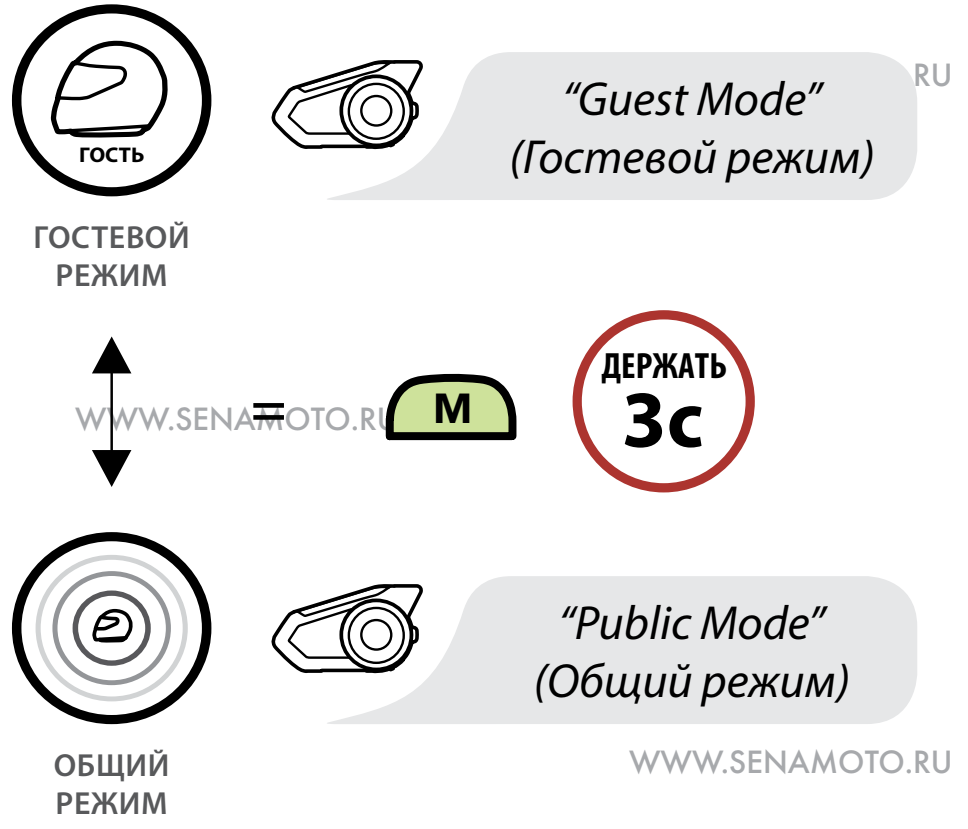 ГОСТЬ
RU
“Guest Mode”
(Гостевой режим)
ГОСТЕВОЙ
РЕЖИМ
ДЕРЖАТЬ
3с
WWW.SENAMOTO.RU
=
M
“Public Mode”
(Общий режим)
ОБЩИЙ
РЕЖИМ
WWW.SENAMOTO.RU